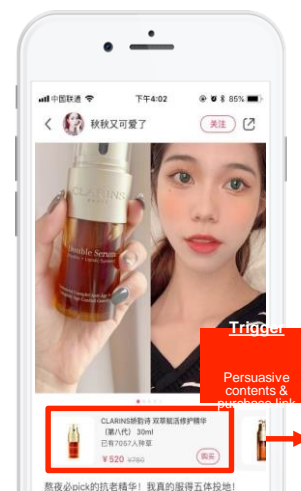 中国联通
下午4:02
85%
秋秋又可爱了
关注
CLARINS
Double Serum
Trigger
Persuasive
contents &
purchase link
CLARINS娇韵诗 双萃赋活修护精华
（第八代） 30ml
已有7057人种草
¥520 ¥760
购买
熬夜必pick的抗老精华！我真的服得五体投地！